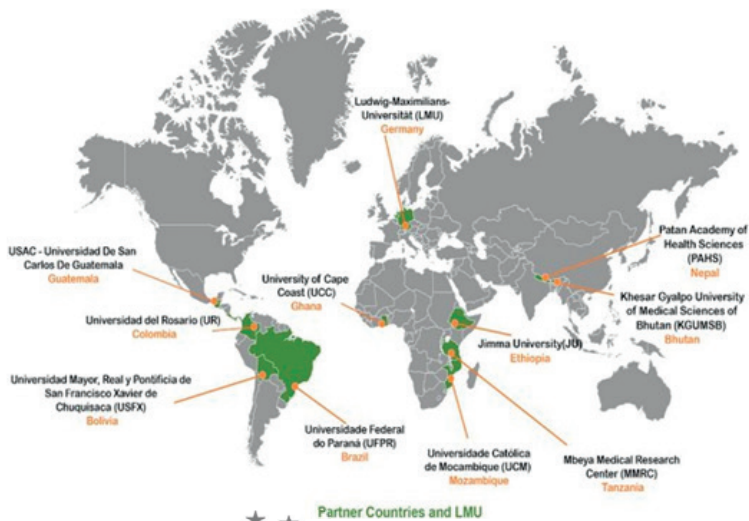 Ludwig-Maximilians-
Universität (LMU)
Germany
USAC - Universidad De San
Carlos De Guatemala
Guatemala
University of Cape
Coast (UCC)
Ghana
Patan Academy of
Health Sciences
(PAHS)
Nepal
Khesar Gyalpo University
of Medical Sciences of
Bhutan (KGUMSB)
Bhutan
Universidad del Rosario (UR)
Colombia
Jimma University(JU)
Ethiopia
Universidad Mayor, Real y Pontificia de
San Francisco Xavier de
Chuquisaca (USFX)
Bolivia
Universidade Federal
do Paraná (UFPR)
Brazil
Universidade Católica
de Mocambique (UCM)
Mozambique
Mbeya Medical Research
Center (MMRC)
Tanzania
Partner Countries and LMU